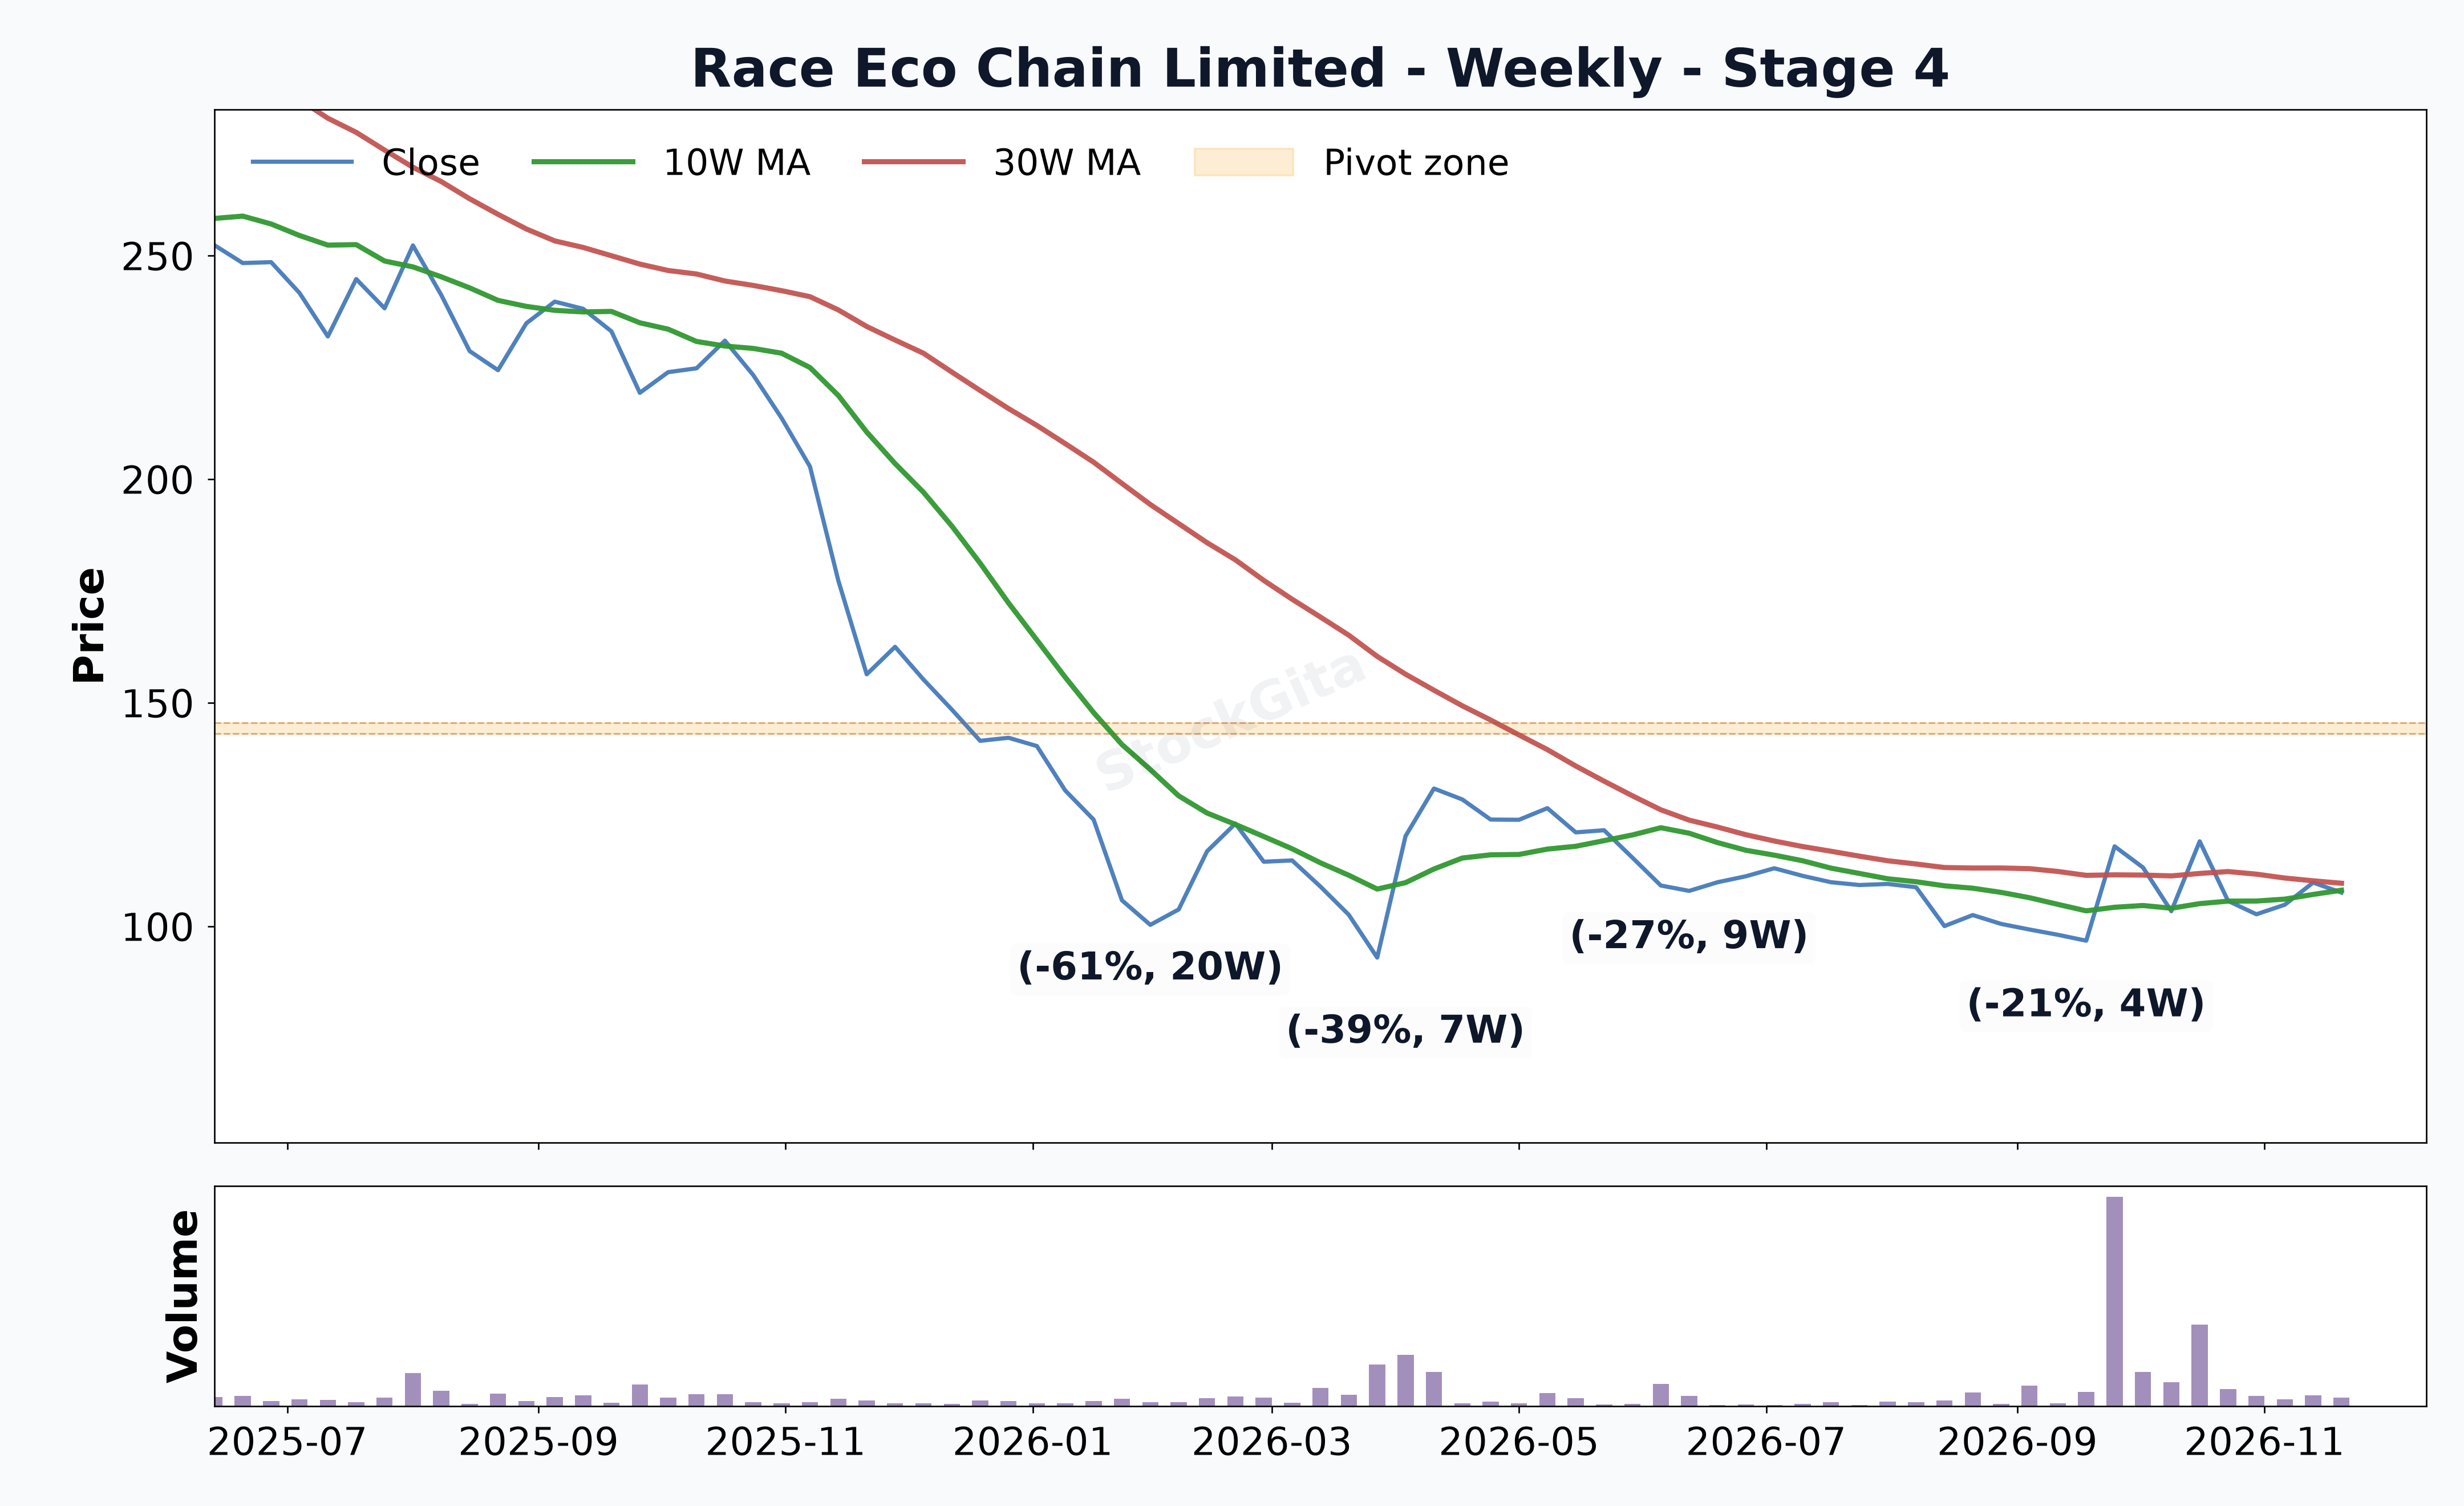 Race Eco Chain Limited - Weekly - Stage 4
Close 10W MA 30W MA Pivot zone
250
200
150
100
Price
StockGita
(-61%, 20W)
(-39%, 7W)
(-27%, 9W)
(-21%, 4W)
Volume
2025-07 2025-09 2025-11 2026-01 2026-03 2026-05 2026-07 2026-09 2026-11